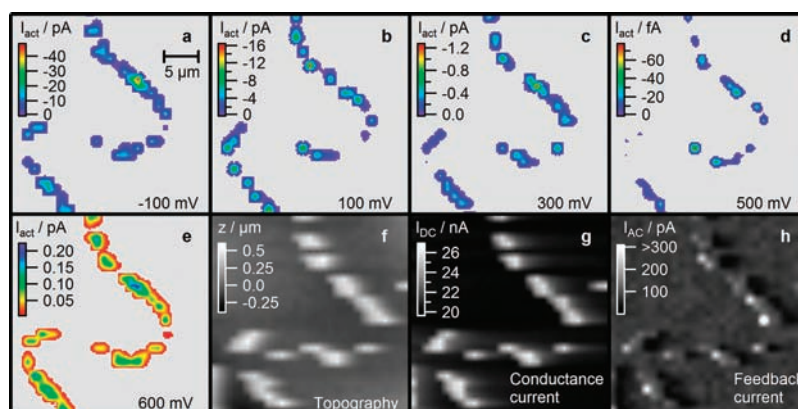 I_act / pA
a
-40
-30
-20
-10
0
5 µm
-100 mV
I_act / pA
b
-16
-12
-8
-4
0
100 mV
I_act / pA
c
-1.2
-0.8
-0.4
0.0
300 mV
I_act / fA
d
-60
-40
-20
0
500 mV
I_act / pA
e
0.20
0.15
0.10
0.05
600 mV
z / µm
f
0.5
0.25
0.0
-0.25
Topography
I_DC / nA
g
26
24
22
20
Conductance
current
I_AC / pA
h
>300
200
100
Feedback
current